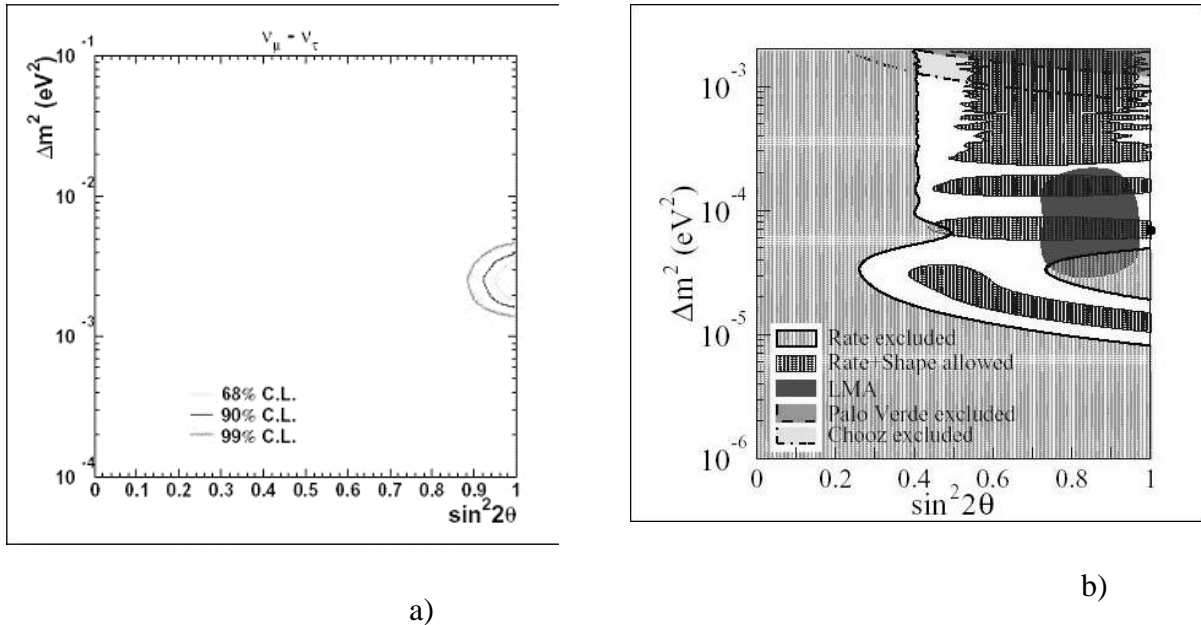 ν_μ - ν_τ
Δm² (eV²)
10⁻¹
10⁻²
10⁻³
10⁻⁴
68% C.L.
90% C.L.
99% C.L.
0 0.1 0.2 0.3 0.4 0.5 0.6 0.7 0.8 0.9 1
sin²2θ
a)
Δm² (eV²)
10⁻³
10⁻⁴
10⁻⁵
10⁻⁶
Rate excluded
Rate+Shape allowed
LMA
Palo Verde excluded
Chooz excluded
0 0.2 0.4 0.6 0.8 1
sin²2θ
b)